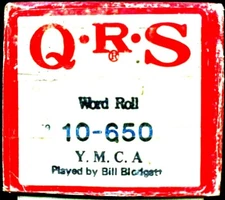 Q·R·S
®
Word Roll
10-650
Y. M. C. A
Played by Bill Blodgett